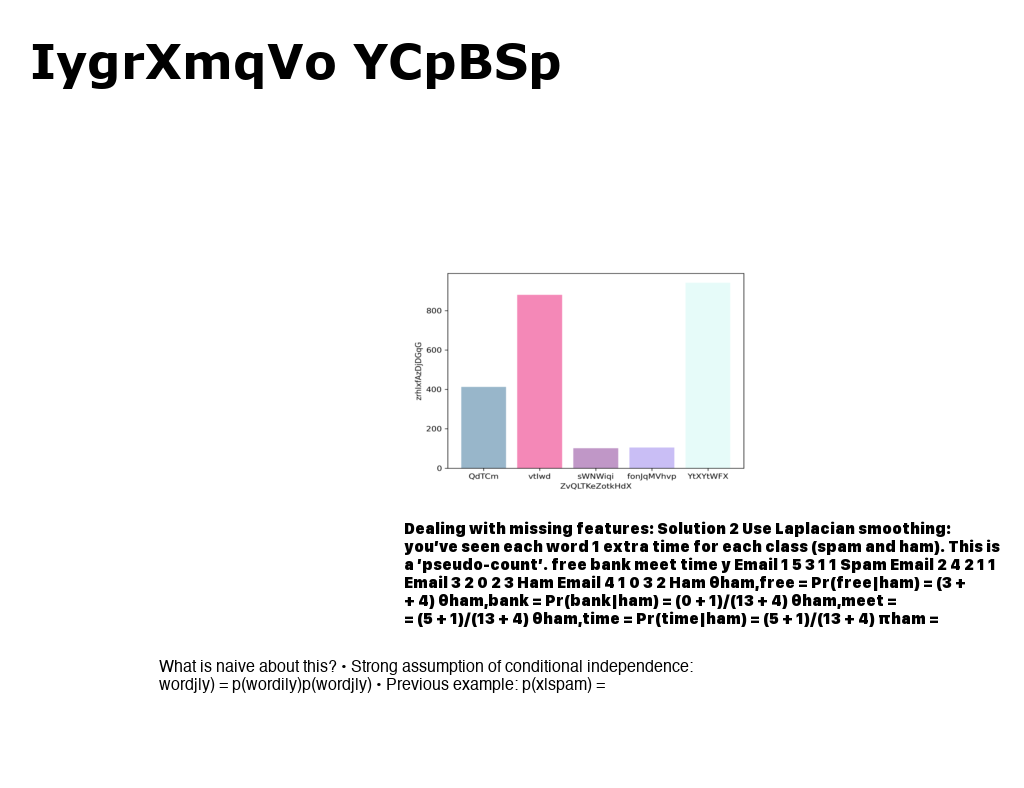 IygrXmqVo YCpBSp
zrhlxfAzDjDGqG
800
600
400
200
0
QdTCm vtIwd sWNWiqi fonJqMVhvp YtXYtWFX
ZvQLTKeZotkHdX
Dealing with missing features: Solution 2 Use Laplacian smoothing:
you’ve seen each word 1 extra time for each class (spam and ham). This is
a ‘pseudo-count’. free bank meet time y Email 1 5 3 1 1 Spam Email 2 4 2 1 1
Email 3 2 0 2 3 Ham Email 4 1 0 3 2 Ham θham,free = Pr(free|ham) = (3 +
+ 4) θham,bank = Pr(bank|ham) = (0 + 1)/(13 + 4) θham,meet =
= (5 + 1)/(13 + 4) θham,time = Pr(time|ham) = (5 + 1)/(13 + 4) πham =
What is naive about this? • Strong assumption of conditional independence:
wordj|y) = p(wordi|y)p(wordj|y) • Previous example: p(x|spam) =